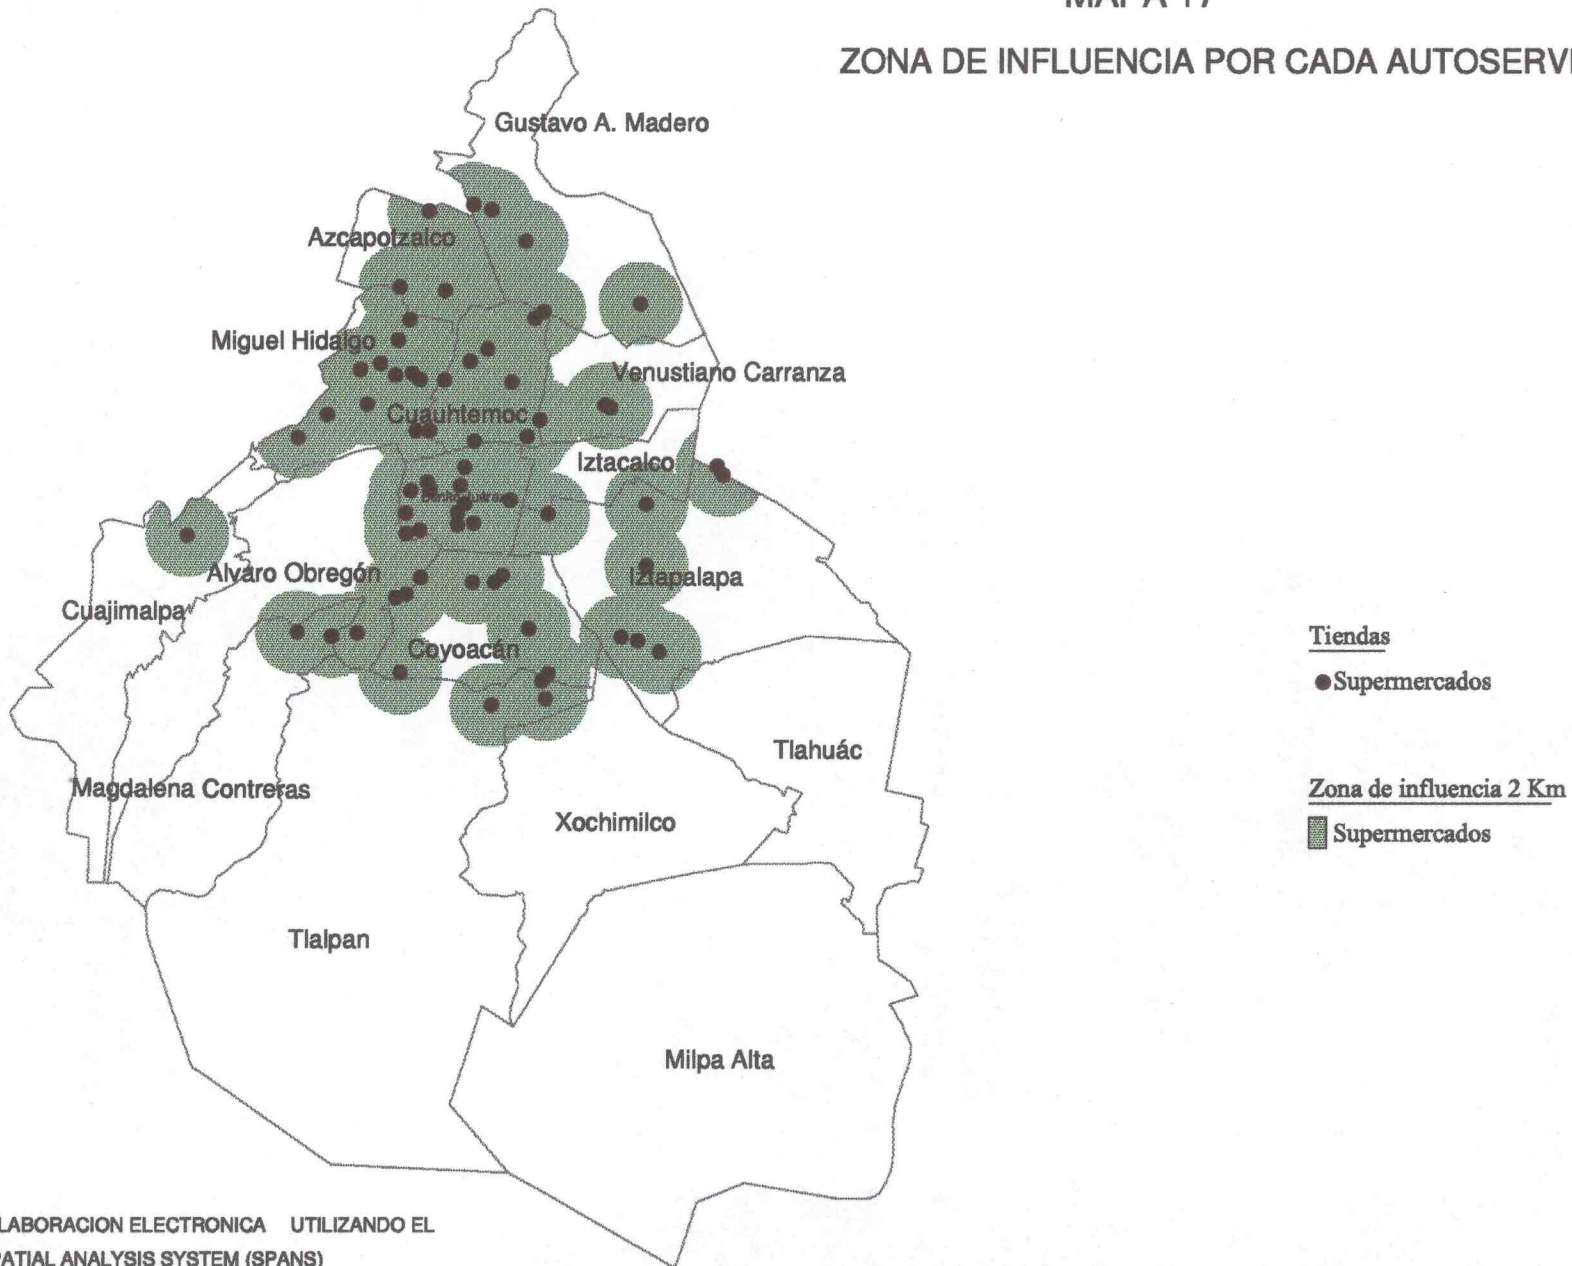 ZONA DE INFLUENCIA POR CADA AUTOSERVI
Gustavo A. Madero
Azcapotzalco
Miguel Hidalgo
Venustiano Carranza
Cuauhtemoc
Iztacalco
Alvaro Obregón
Iztapalapa
Cuajimalpa
Coyoacán
Tiendas
Supermercados
Tlahuác
Magdalena Contreras
Zona de influencia 2 Km
Xochimilco
Supermercados
Tlalpan
Milpa Alta
LABORACION ELECTRONICA UTILIZANDO EL
PATIAL ANALYSIS SYSTEM (SPANS)